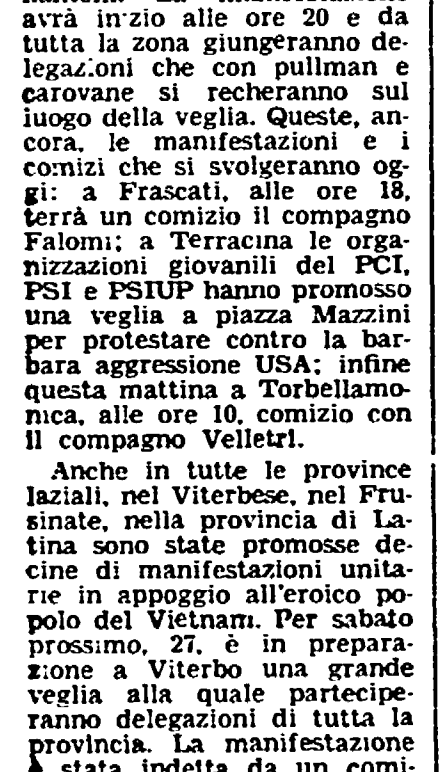 avrà inizio alle ore 20 e da
tutta la zona giungeranno de-
legazioni che con pullman e
carovane si recheranno sul
luogo della veglia. Queste, an-
cora, le manifestazioni e i
comizi che si svolgeranno og-
gi: a Frascati, alle ore 18,
terrà un comizio il compagno
Falomi; a Terracina le orga-
nizzazioni giovanili del PCI,
PSI e PSIUP hanno promosso
una veglia a piazza Mazzini
per protestare contro la bar-
bara aggressione USA; infine
questa mattina a Torbellamo-
nica, alle ore 10, comizio con
il compagno Velletri.
Anche in tutte le province
laziali, nel Viterbese, nel Fru-
sinate, nella provincia di La-
tina sono state promosse de-
cine di manifestazioni unita-
rie in appoggio all'eroico po-
polo del Vietnam. Per sabato
prossimo, 27, è in prepara-
zione a Viterbo una grande
veglia alla quale partecipe-
ranno delegazioni di tutta la
provincia. La manifestazione
è stata indetta da un comi-